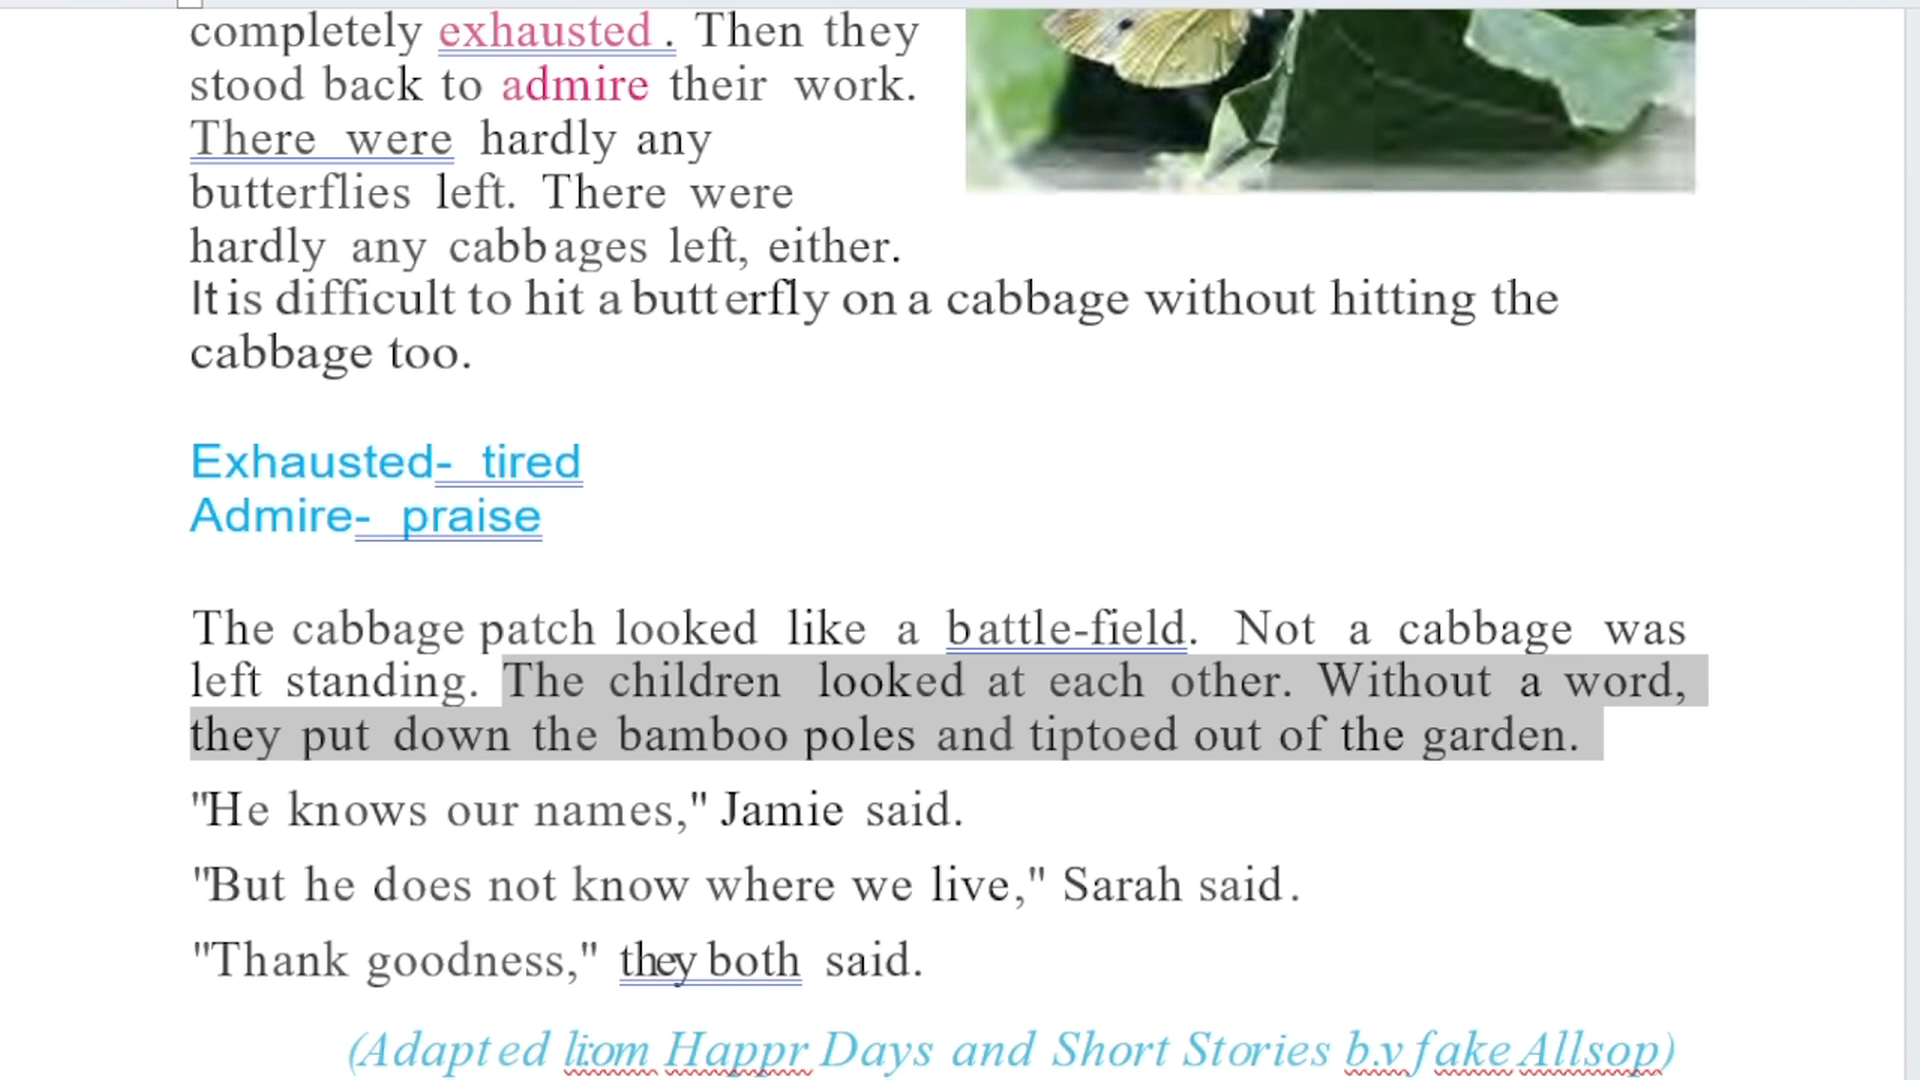 completely exhausted . Then they
stood back to admire their work.
There were hardly any
butterflies left. There were
hardly any cabbages left, either.
It is difficult to hit a butterfly on a cabbage without hitting the
cabbage too.
Exhausted- tired
Admire- praise
The cabbage patch looked like a battle-field. Not a cabbage was
left standing. The children looked at each other. Without a word,
they put down the bamboo poles and tiptoed out of the garden.
"He knows our names," Jamie said.
"But he does not know where we live," Sarah said.
"Thank goodness," they both said.
(Adapted li:om Happr Days and Short Stories b.v fake Allsop)